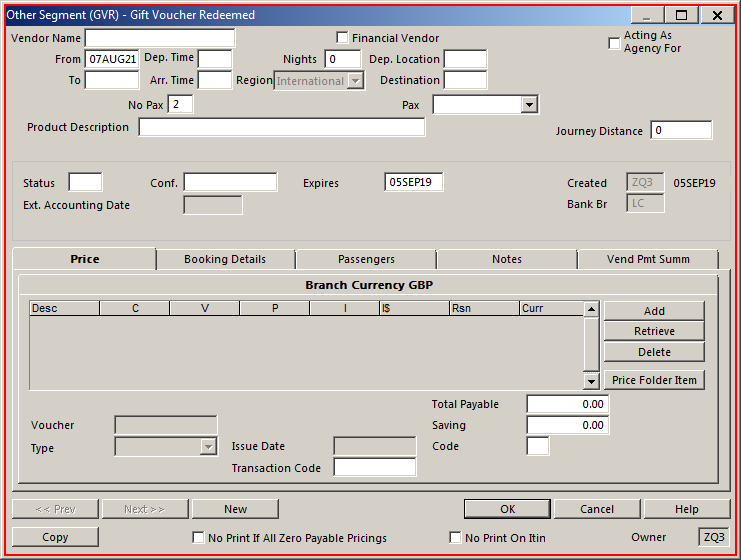 Other Segment (GVR) - Gift Voucher Redeemed
Vendor Name Financial Vendor Acting As Agency For
From 07AUG21 Dep. Time Nights 0 Dep. Location
To Arr. Time Region International Destination
No Pax 2 Pax
Product Description Journey Distance 0
Status Conf. Expires 05SEP19 Created ZQ3 05SEP19
Ext. Accounting Date Bank Br LC
Price Booking Details Passengers Notes Vend Pmt Summ
Branch Currency GBP
Desc C V P I I$ Rsn Curr
Add
Retrieve
Delete
Price Folder Item
Total Payable 0.00
Voucher Saving 0.00
Type Issue Date Code
Transaction Code
<< Prev Next >> New OK Cancel Help
Copy No Print If All Zero Payable Pricings No Print On Itin Owner ZQ3